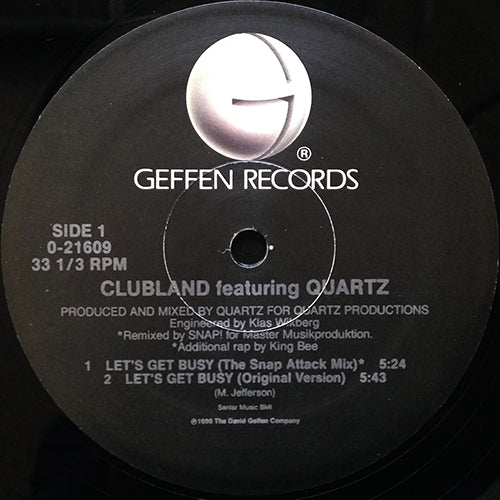 G
®
GEFFEN RECORDS
SIDE 1
0-21609
33 1/3 RPM
CLUBLAND featuring QUARTZ
PRODUCED AND MIXED BY QUARTZ FOR QUARTZ PRODUCTIONS
Engineered by Klas Wikberg
*Remixed by SNAP! for Master Musikproduktion.
*Additional rap by King Bee
1 LET'S GET BUSY (The Snap Attack Mix)* 5:24
2 LET'S GET BUSY (Original Version) 5:43
(M. Jefferson)
Music BMI
℗1990 The David Geffen Company